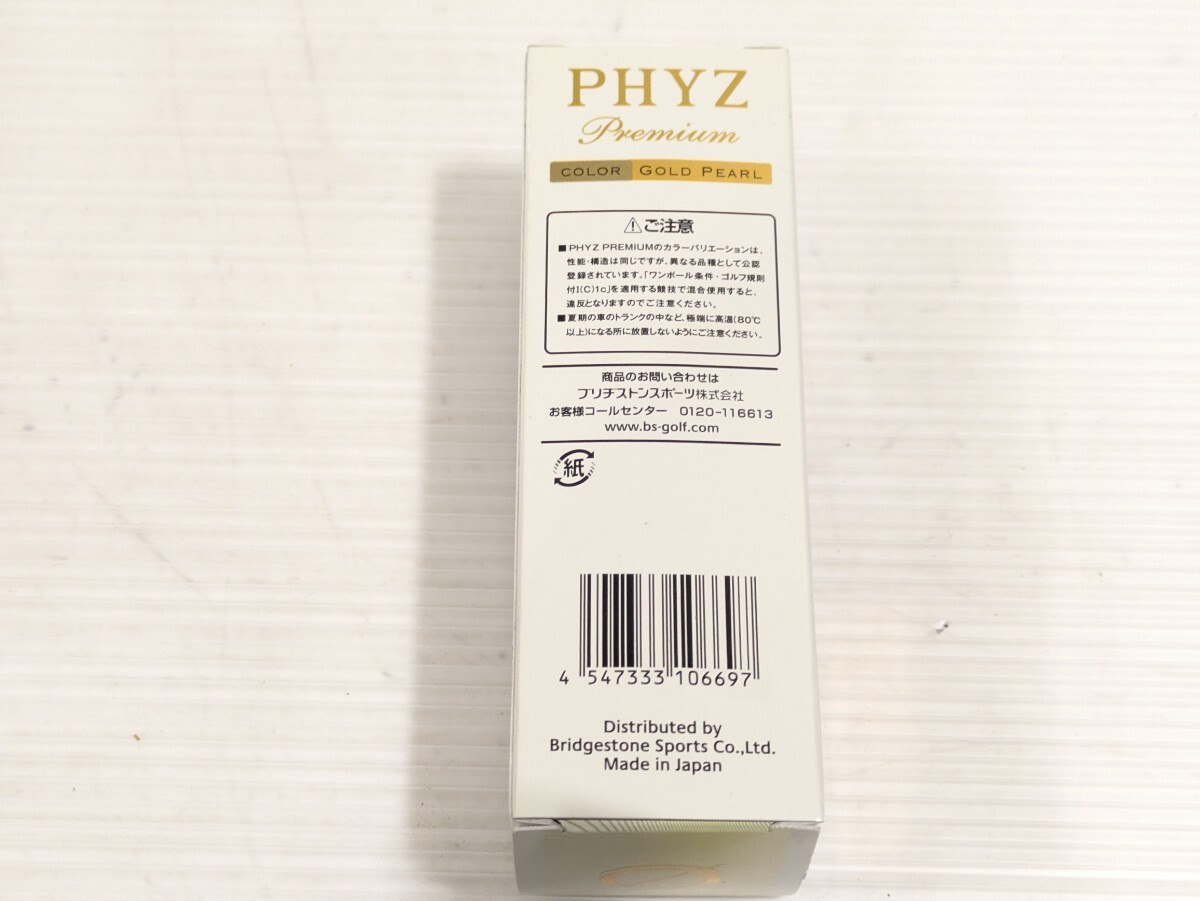 PHYZ
Premium
COLOR GOLD PEARL
⚠ご注意
■PHYZ PREMIUMのカラーバリエーションは、
性能・構造は同じですが、異なる品種として公認
登録されています。「ワンボール条件・ゴルフ規則
付I(C)1c」を適用する競技で混合使用すると、
違反となりますのでご注意ください。
■夏期の車のトランクの中など、極端に高温(80℃
以上)になる所に放置しないようにご注意ください。
商品のお問い合わせは
ブリヂストンスポーツ株式会社
お客様コールセンター 0120-116613
www.bs-golf.com
紙
4 547333 106697
Distributed by
Bridgestone Sports Co.,Ltd.
Made in Japan